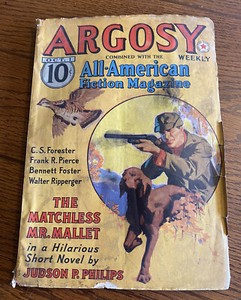 ARGOSY
COMBINED WITH THE WEEKLY
OCT. 1
10¢
All-American
Fiction Magazine
C. S. Forester
Frank R. Pierce
Bennett Foster
Walter Ripperger
THE
MATCHLESS
MR. MALLET
in a Hilarious
Short Novel by
JUDSON P. PHILIPS